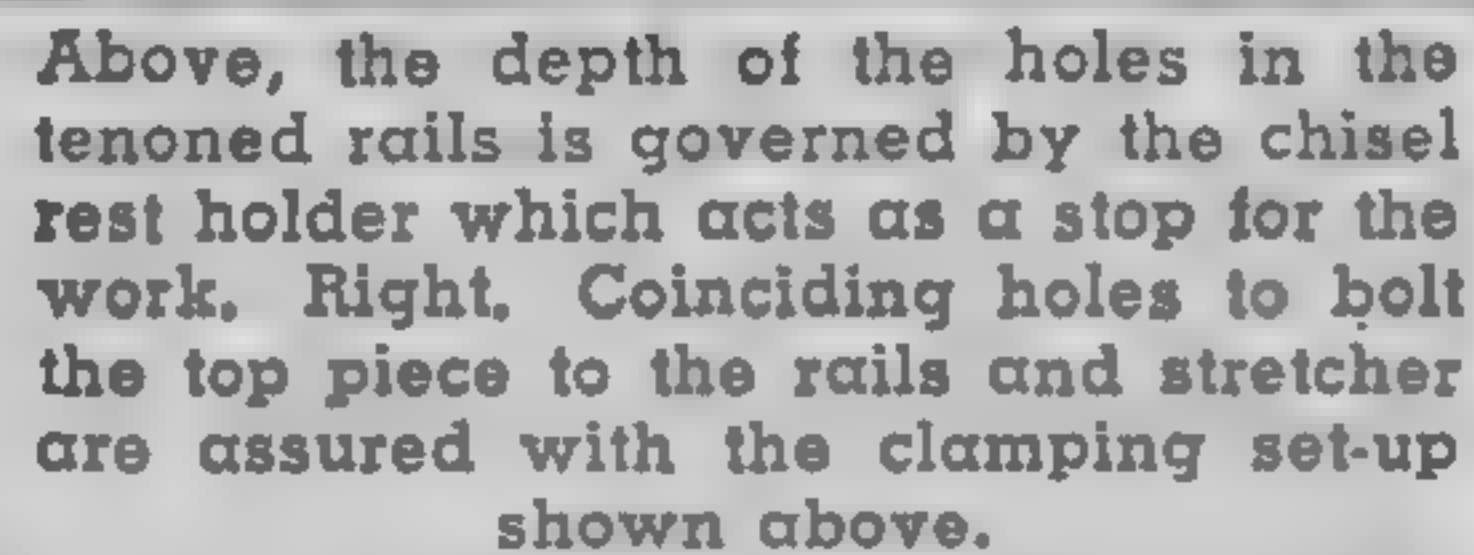 Above, the depth of the holes in the
tenoned rails is governed by the chisel
rest holder which acts as a stop for the
work. Right. Coinciding holes to bolt
the top piece to the rails and stretcher
are assured with the clamping set-up
shown above.